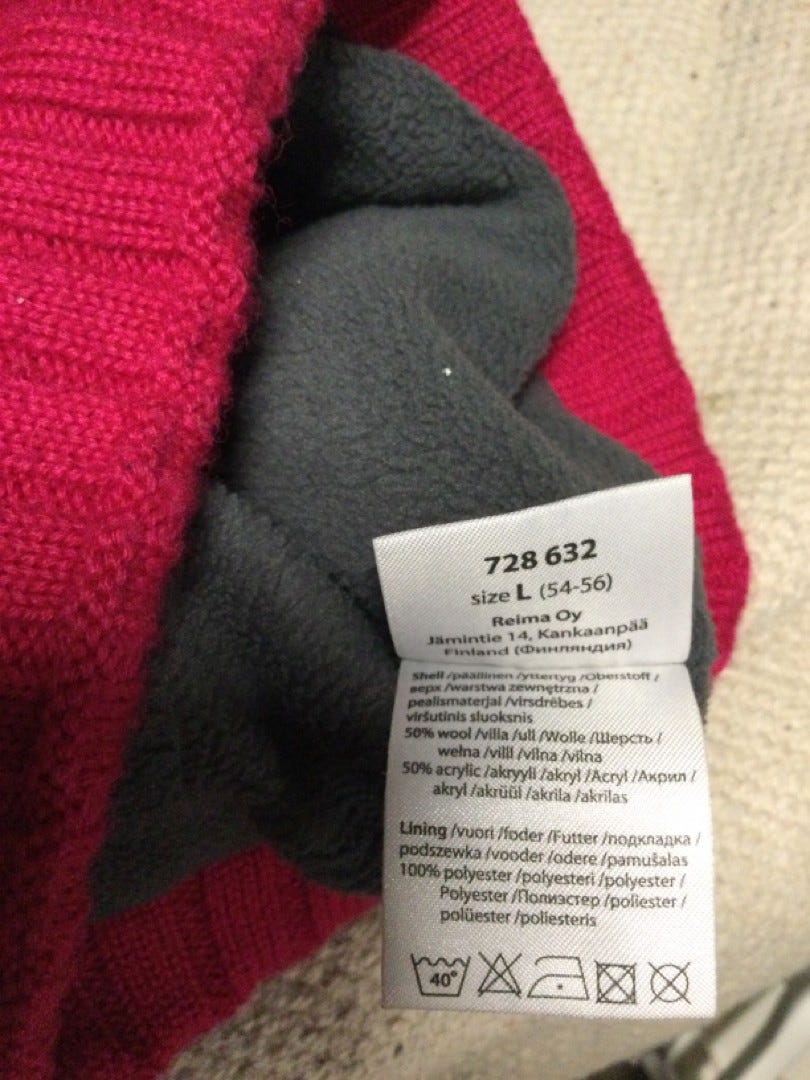 728 632
size L (54-56)
Reima Oy
Jämintie 14, Kankaanpää
Finland (Финляндия)
Shell /päällinen /yttertyg /Oberstoff /
верх /warstwa zewnętrzna /
pealismaterjal /virsdrēbes /
viršutinis sluoksnis
50% wool /villa /ull /Wolle /Шерсть /
wełna /villl /vilna /vilna
50% acrylic /akryyli /akryl /Acryl /Акрил /
akryl /akrüül /akrila /akrilas
Lining /vuori /foder /Futter /подкладка /
podszewka /vooder /odere /pamušalas
100% polyester /polyesteri /polyester /
Polyester /Полиэстер /poliester /
polüester /poliesteris
40°